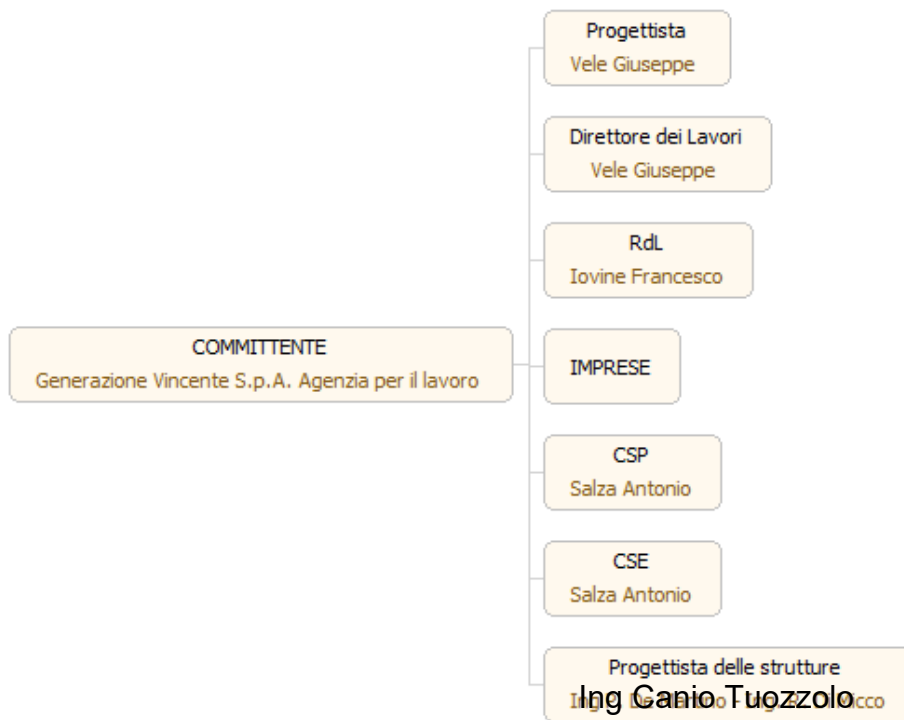 Progettista
Vele Giuseppe
Direttore dei Lavori
Vele Giuseppe
RdL
Iovine Francesco
COMMITTENTE
Generazione Vincente S.p.A. Agenzia per il lavoro
IMPRESE
CSP
Salza Antonio
CSE
Salza Antonio
Progettista delle strutture
Ing Canio Tuozzolo